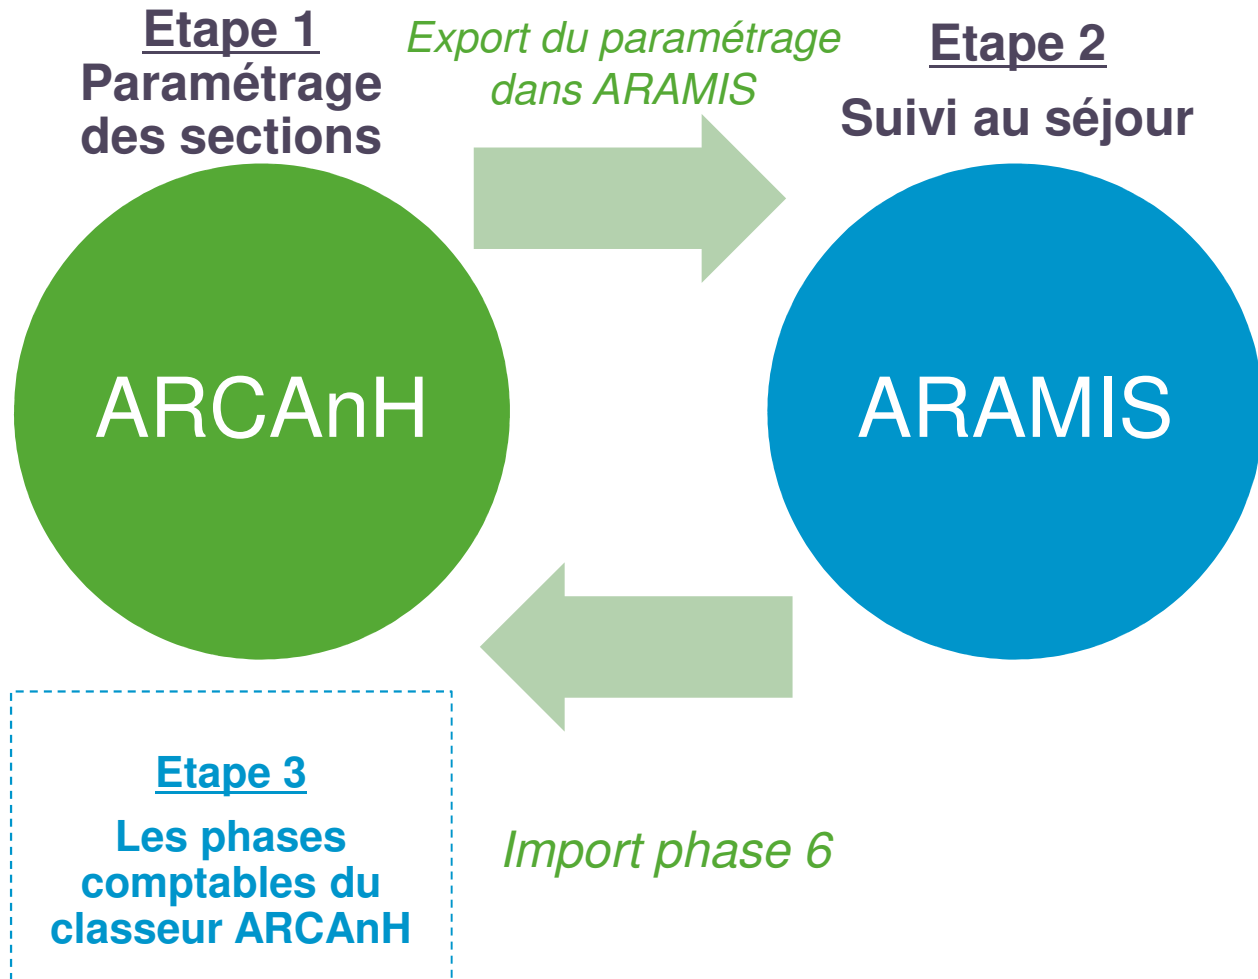 Etape 1
Paramétrage
des sections
Export du paramétrage
dans ARAMIS
Etape 2
Suivi au séjour
ARCAnH
ARAMIS
Etape 3
Les phases
comptables du
classeur ARCAnH
Import phase 6